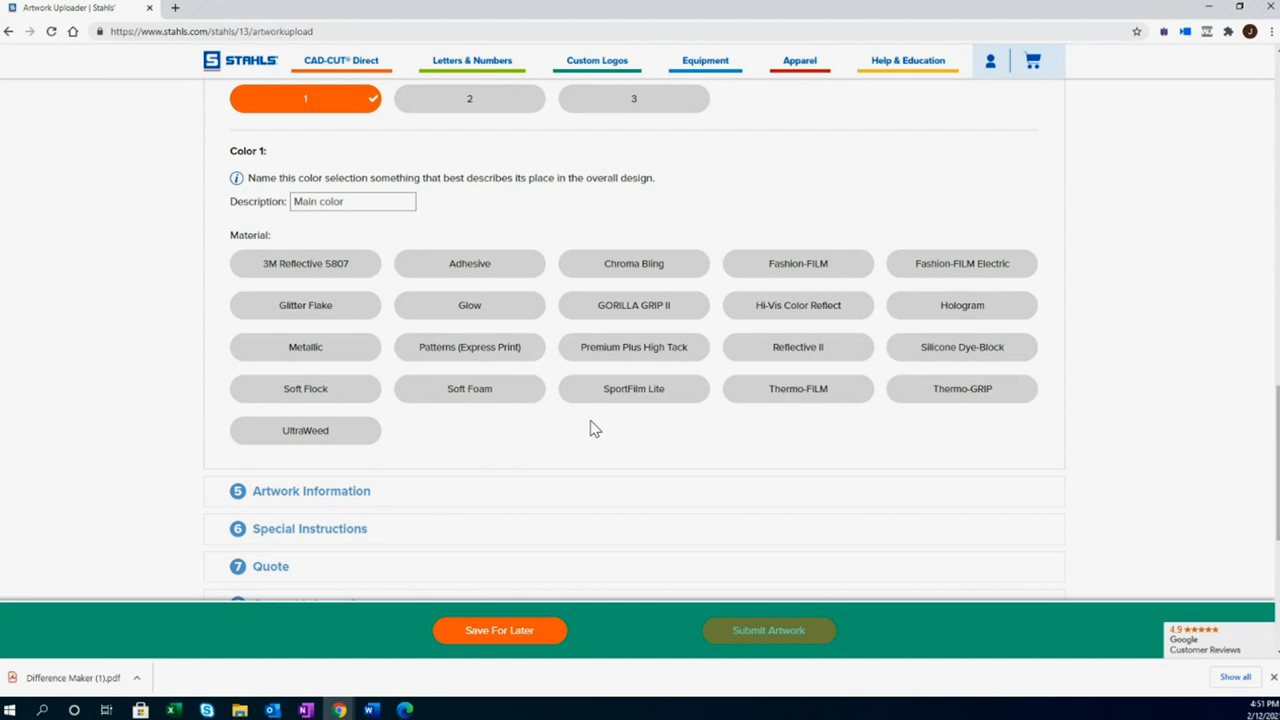 Artwork Uploader | Stahls'
https://www.stahls.com/stahls/13/artworkupload
STAHLS' CAD-CUT® Direct Letters & Numbers Custom Logos Equipment Apparel Help & Education
1 2 3
Color 1:
Name this color selection something that best describes its place in the overall design.
Description: Main color
Material:
3M Reflective 5807 Adhesive Chroma Bling Fashion-FILM Fashion-FILM Electric
Glitter Flake Glow GORILLA GRIP II Hi-Vis Color Reflect Hologram
Metallic Patterns (Express Print) Premium Plus High Tack Reflective II Silicone Dye-Block
Soft Flock Soft Foam SportFilm Lite Thermo-FILM Thermo-GRIP
UltraWeed
5 Artwork Information
6 Special Instructions
7 Quote
Save For Later Submit Artwork
4.9 ★★★★★
Google
Customer Reviews
Difference Maker (1).pdf Show all
4:51 PM
2/12/202